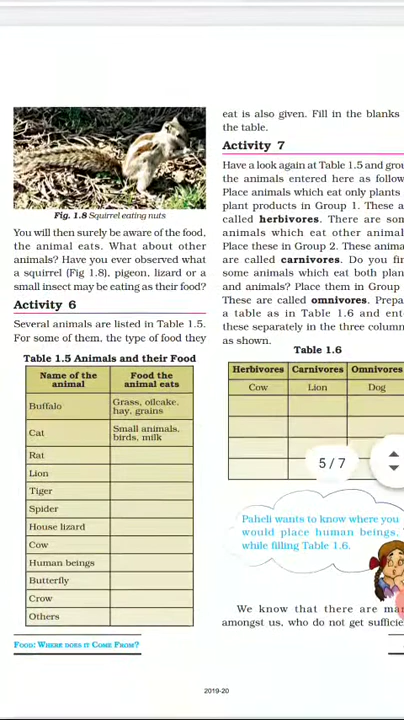 Fig. 1.8 Squirrel eating nuts
You will then surely be aware of the food,
the animal eats. What about other
animals? Have you ever observed what
a squirrel (Fig 1.8), pigeon, lizard or a
small insect may be eating as their food?
Activity 6
Several animals are listed in Table 1.5.
For some of them, the type of food they
Table 1.5 Animals and their Food
Name of the animal Food the animal eats
Buffalo Grass, oilcake, hay, grains
Cat Small animals, birds, milk
Rat
Lion
Tiger
Spider
House lizard
Cow
Human beings
Butterfly
Crow
Others
FOOD: WHERE DOES IT COME FROM?
eat is also given. Fill in the blanks
the table.
Activity 7
Have a look again at Table 1.5 and
the animals entered here as
Place animals which eat only plants
plant products in Group 1. These
called herbivores. There are
animals which eat other
Place these in Group 2. These
are called carnivores. Do you
some animals which eat both
and animals? Place them in Group
These are called omnivores.
a table as in Table 1.6 and
these separately in the three
as shown.
Table 1.6
Herbivores Carnivores Omnivores
Cow Lion Dog
5 / 7
Paheli wants to know where you
would place human beings,
while filling Table 1.6.
We know that there are
amongst us, who do not get
2019-20